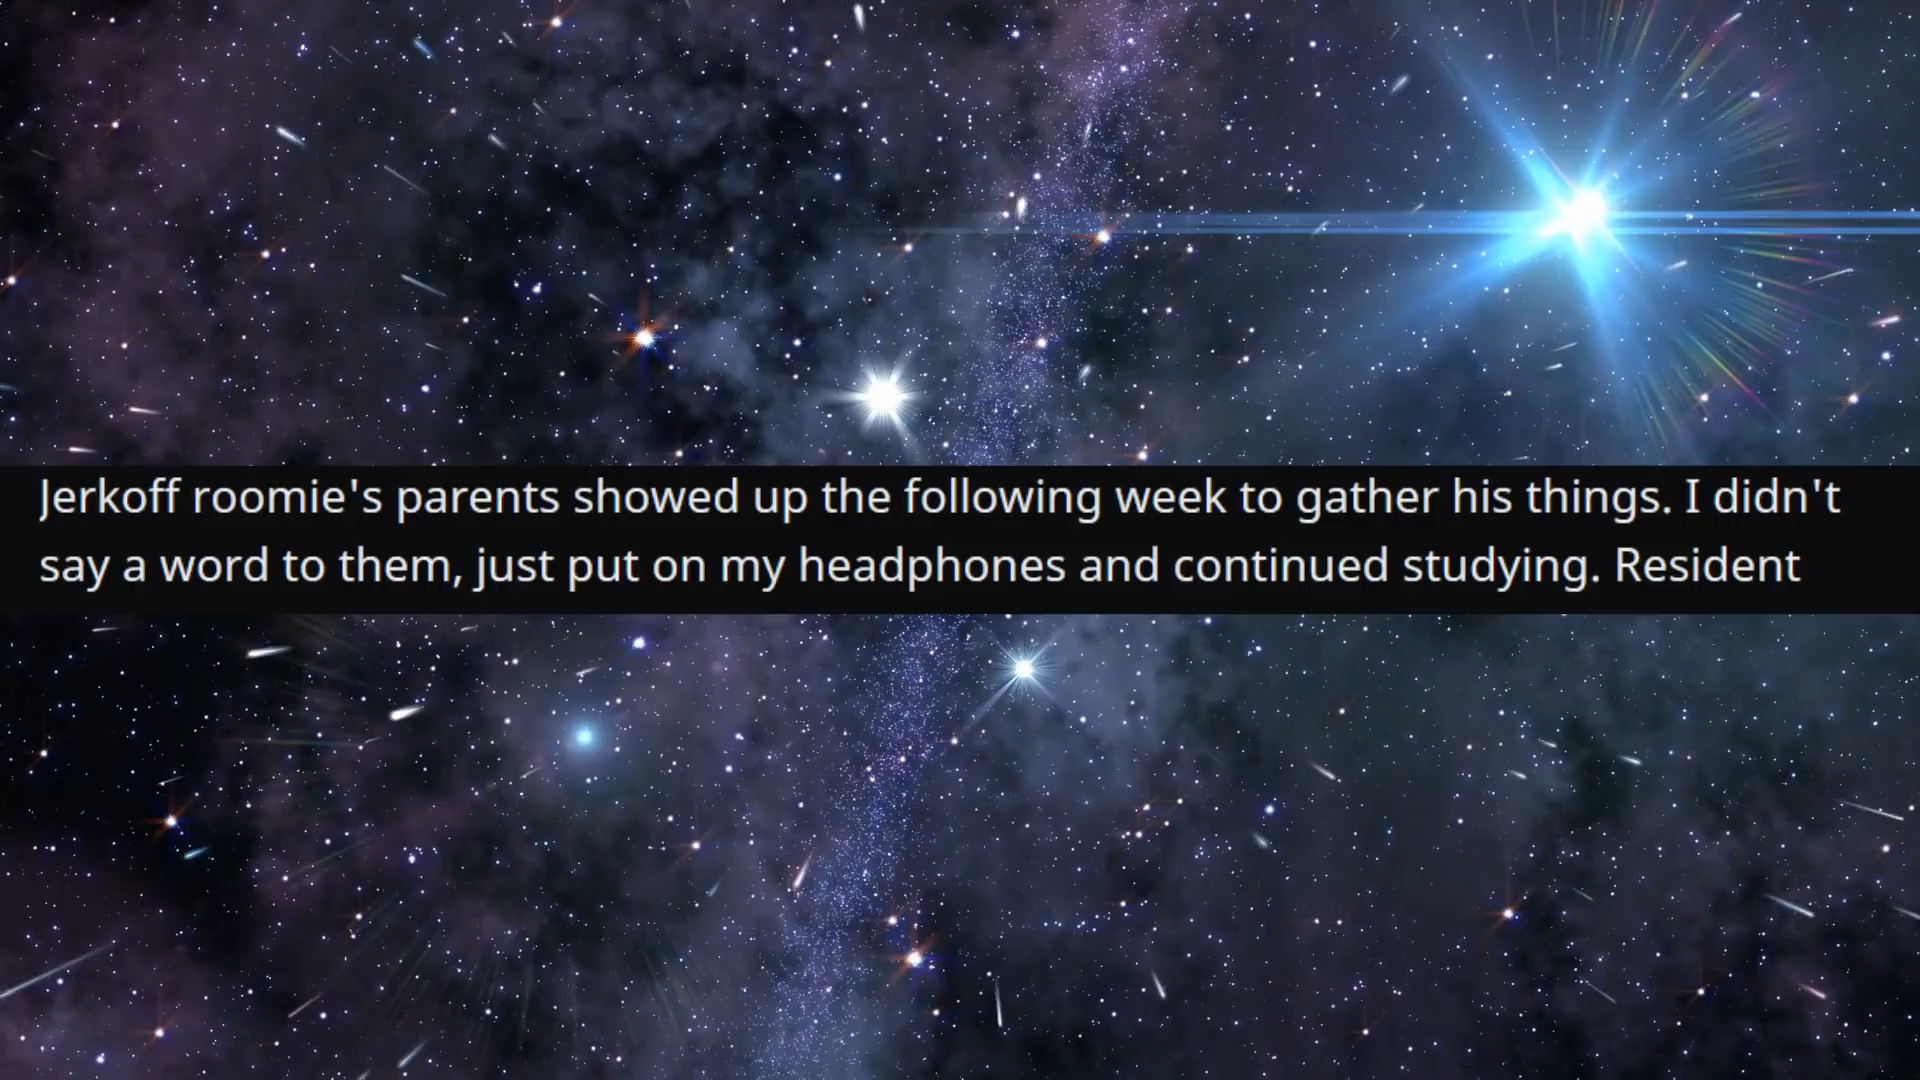 Jerkoff roomie's parents showed up the following week to gather his things. I didn't
say a word to them, just put on my headphones and continued studying. Resident